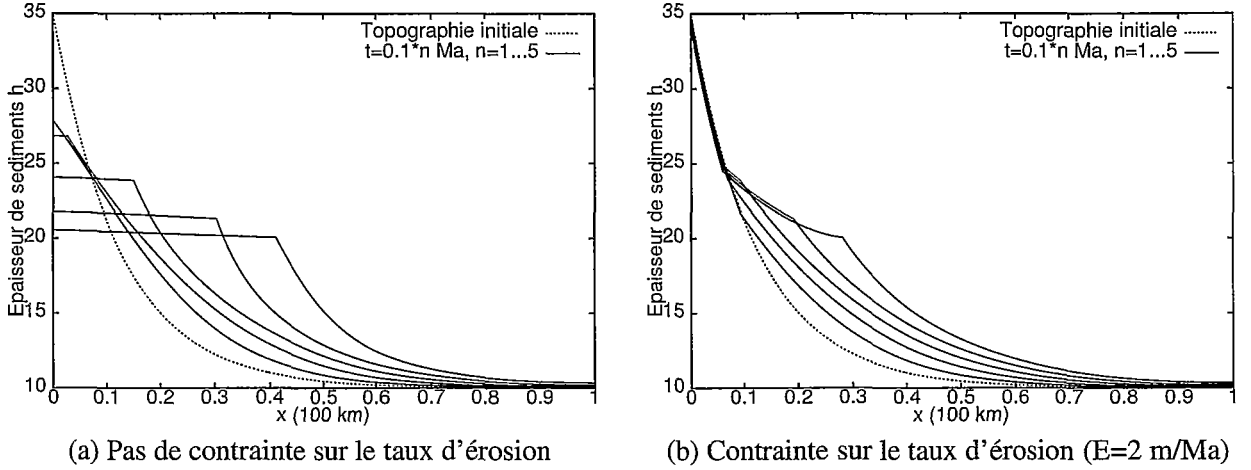 35
30
25
20
15
10
Epaisseur de sediments h
Topographie initiale
t=0.1*n Ma, n=1...5
0 0.1 0.2 0.3 0.4 0.5 0.6 0.7 0.8 0.9 1
x (100 km)
(a) Pas de contrainte sur le taux d'érosion
35
30
25
20
15
10
Epaisseur de sediments h
Topographie initiale
t=0.1*n Ma, n=1...5
0 0.1 0.2 0.3 0.4 0.5 0.6 0.7 0.8 0.9 1
x (100 km)
(b) Contrainte sur le taux d'érosion (E=2 m/Ma)